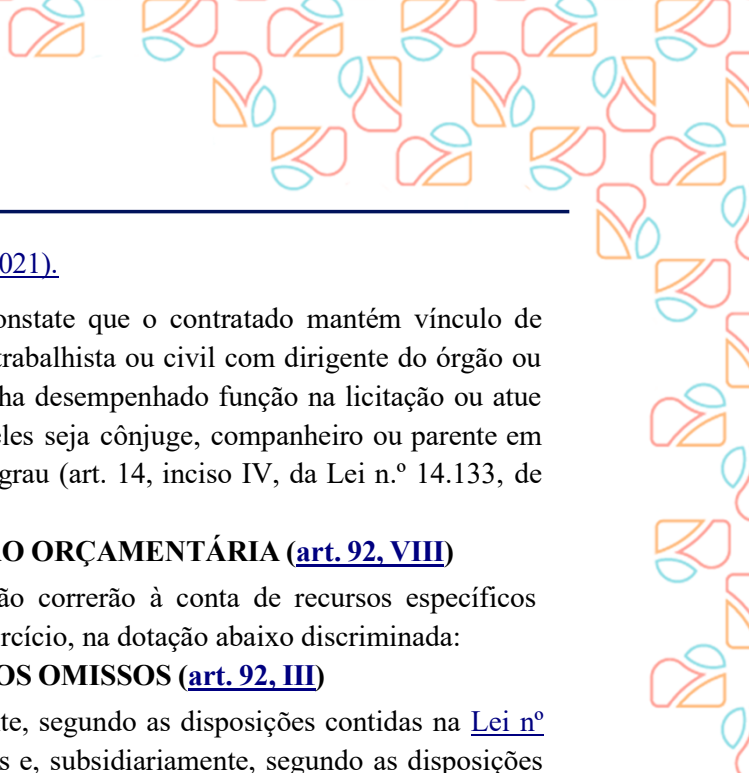 021).
onstate que o contratado mantém vínculo de
trabalhista ou civil com dirigente do órgão ou
ha desempenhado função na licitação ou atue
eles seja cônjuge, companheiro ou parente em
grau (art. 14, inciso IV, da Lei n.º 14.133, de
ÃO ORÇAMENTÁRIA (art. 92, VIII)
ão correrão à conta de recursos específicos
ercício, na dotação abaixo discriminada:
OS OMISSOS (art. 92, III)
te, segundo as disposições contidas na Lei nº
s e, subsidiariamente, segundo as disposições